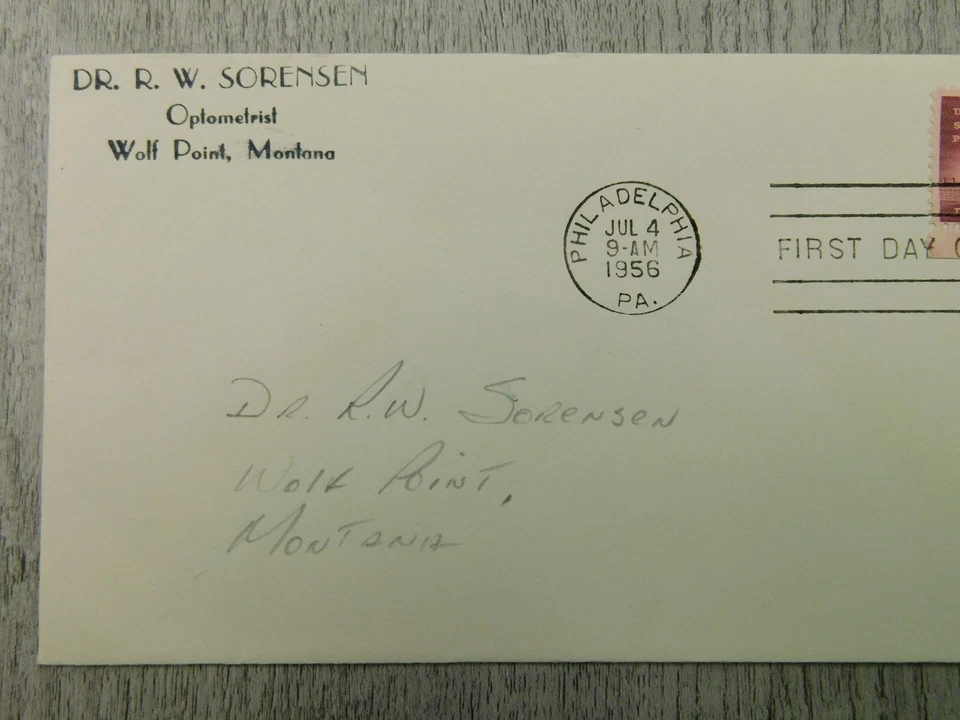 DR. R. W. SORENSEN
Optometrist
Wolf Point, Montana
PHILADELPHIA
JUL 4
9-AM
1956
PA.
FIRST DAY
Dr. R.W. Sorensen
Wolf Point,
Montana